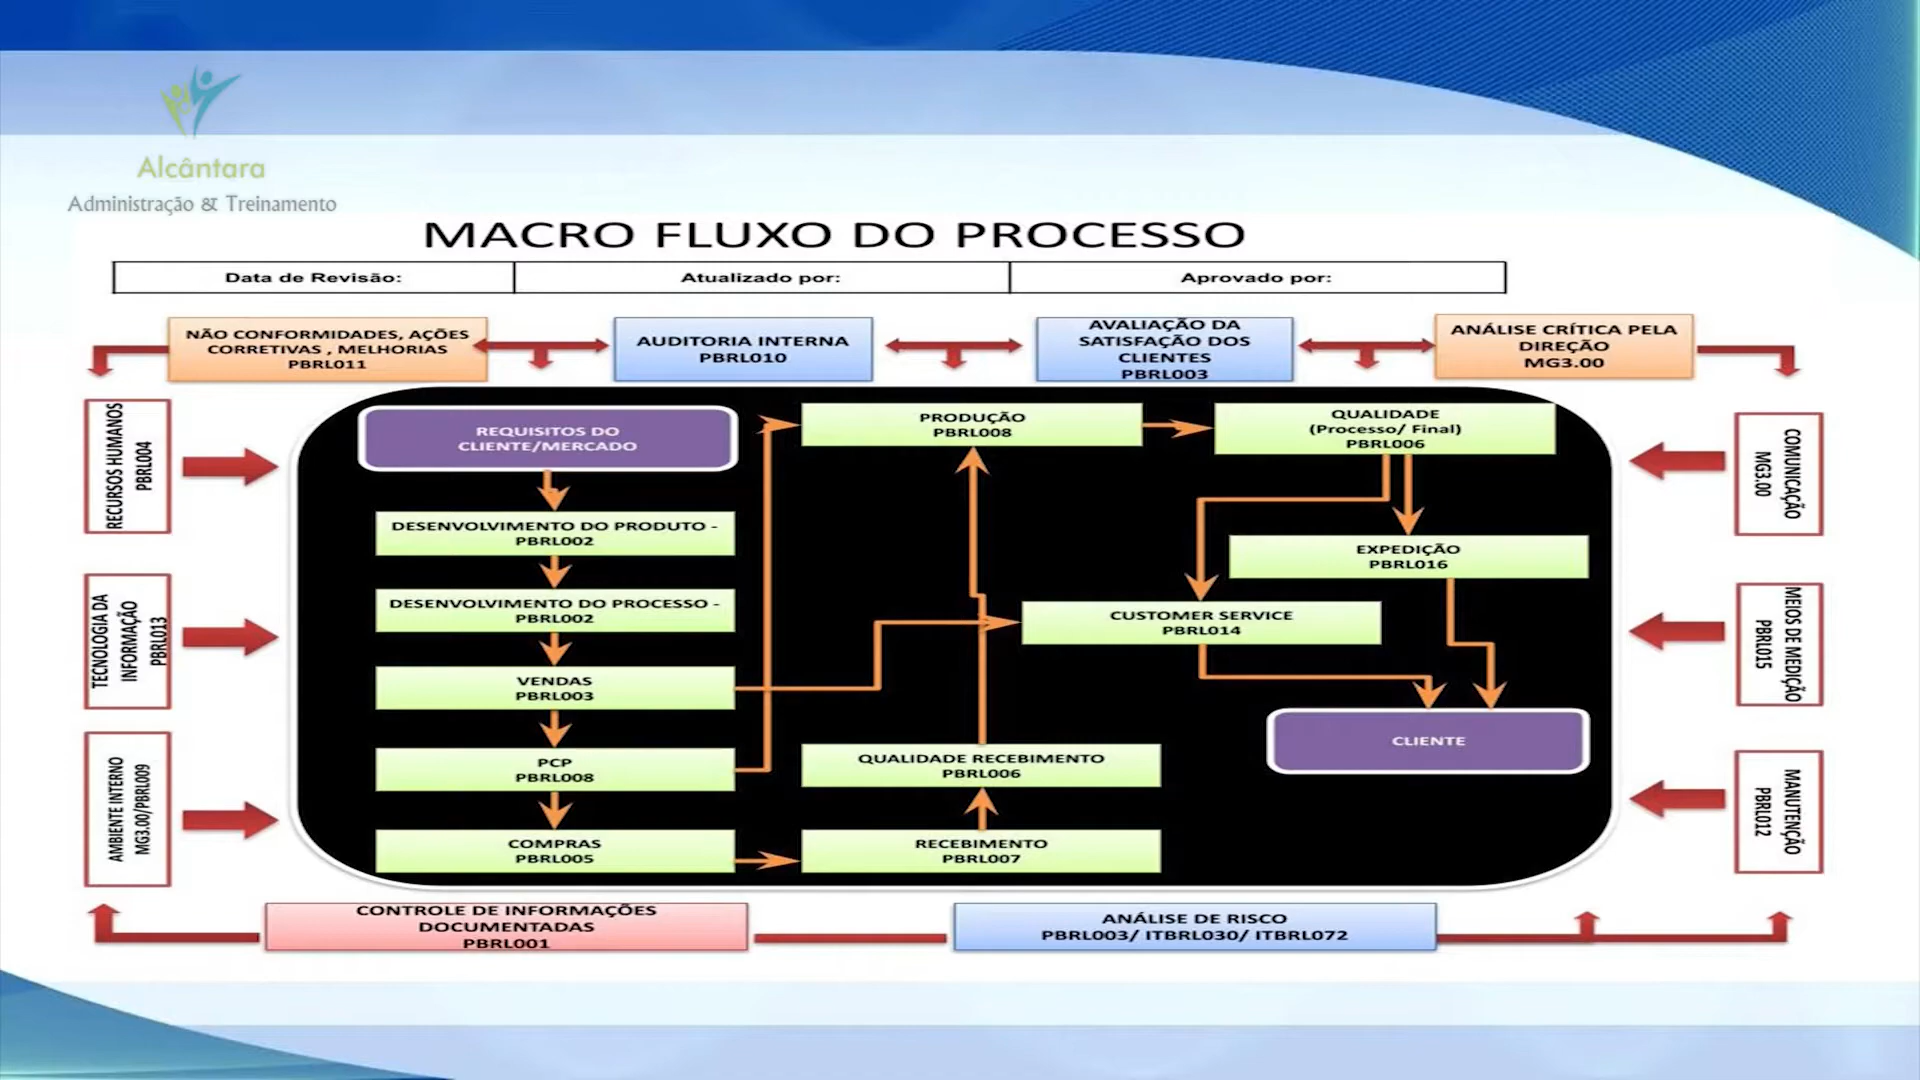 Alcântara
Administração & Treinamento
MACRO FLUXO DO PROCESSO
Data de Revisão:
Atualizado por:
Aprovado por:
NÃO CONFORMIDADES, AÇÕES
CORRETIVAS , MELHORIAS
PBRL011
AUDITORIA INTERNA
PBRL010
AVALIAÇÃO DA
SATISFAÇÃO DOS
CLIENTES
PBRL003
ANÁLISE CRÍTICA PELA
DIREÇÃO
MG3.00
RECURSOS HUMANOS
PBRL004
TECNOLOGIA DA
INFORMAÇÃO
PBRL013
AMBIENTE INTERNO
MG3.00/PBRL009
REQUISITOS DO
CLIENTE/MERCADO
DESENVOLVIMENTO DO PRODUTO -
PBRL002
DESENVOLVIMENTO DO PROCESSO -
PBRL002
VENDAS
PBRL003
PCP
PBRL008
COMPRAS
PBRL005
PRODUÇÃO
PBRL008
QUALIDADE RECEBIMENTO
PBRL006
RECEBIMENTO
PBRL007
QUALIDADE
(Processo/ Final)
PBRL006
EXPEDIÇÃO
PBRL016
CUSTOMER SERVICE
PBRL014
CLIENTE
COMUNICAÇÃO
MG3.00
MEIOS DE MEDIÇÃO
PBRL015
MANUTENÇÃO
PBRL012
CONTROLE DE INFORMAÇÕES
DOCUMENTADAS
PBRL001
ANÁLISE DE RISCO
PBRL003/ ITBRL030/ ITBRL072